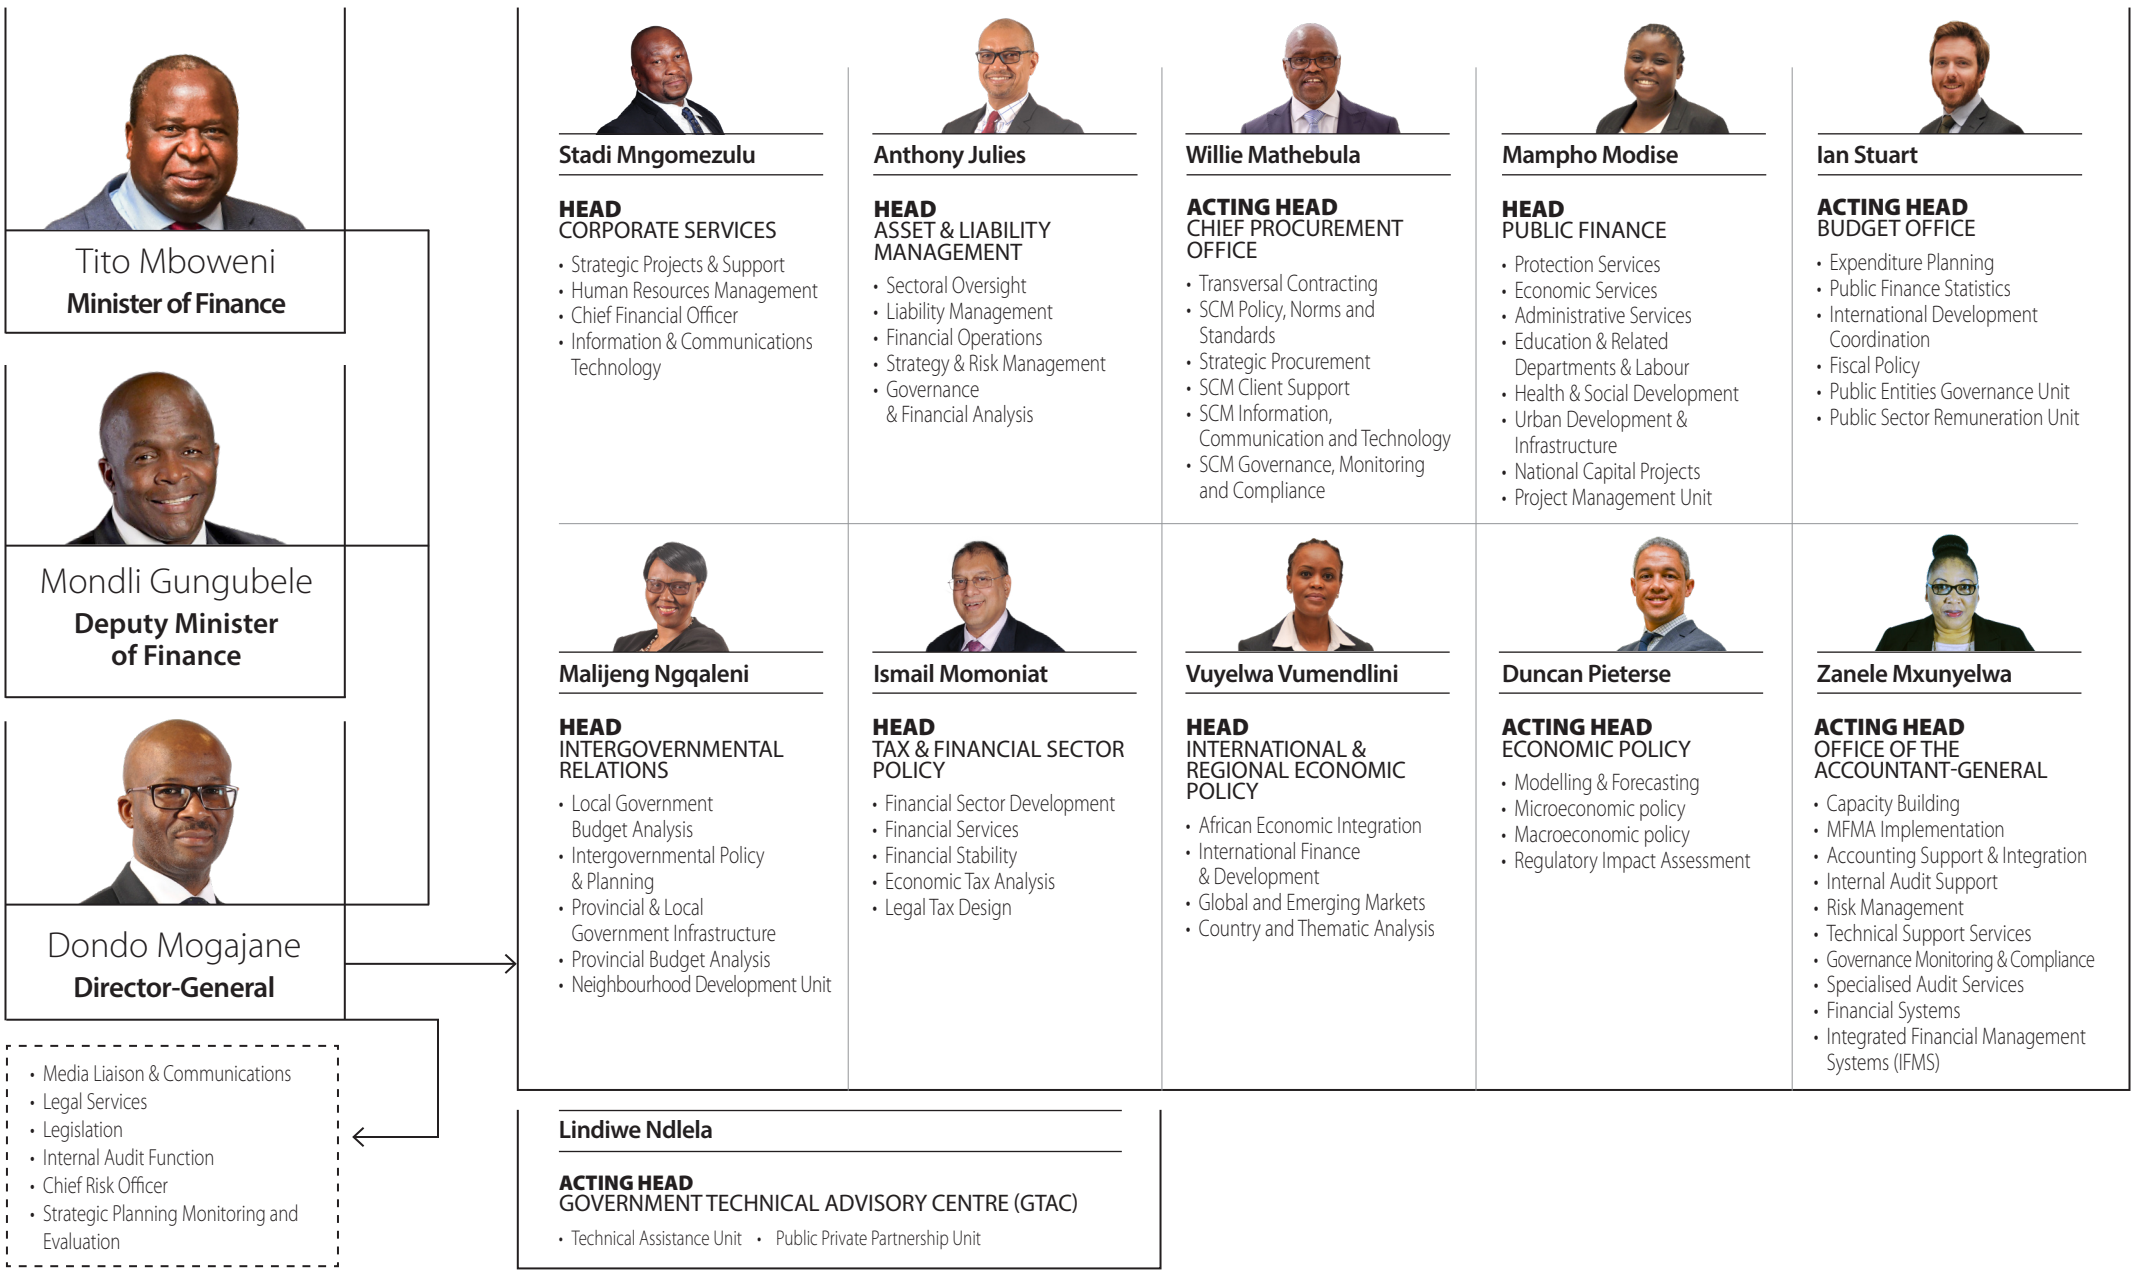 Tito Mboweni
Minister of Finance
Mondli Gungubele
Deputy Minister
of Finance
Dondo Mogajane
Director-General
• Media Liaison & Communications
• Legal Services
• Legislation
• Internal Audit Function
• Chief Risk Officer
• Strategic Planning Monitoring and
Evaluation
Stadi Mngomezulu
HEAD
CORPORATE SERVICES
• Strategic Projects & Support
• Human Resources Management
• Chief Financial Officer
• Information & Communications
Technology
Anthony Julies
HEAD
ASSET & LIABILITY
MANAGEMENT
• Sectoral Oversight
• Liability Management
• Financial Operations
• Strategy & Risk Management
• Governance
& Financial Analysis
Willie Mathebula
ACTING HEAD
CHIEF PROCUREMENT
OFFICE
• Transversal Contracting
• SCM Policy, Norms and
Standards
• Strategic Procurement
• SCM Client Support
• SCM Information,
Communication and Technology
• SCM Governance, Monitoring
and Compliance
Mampho Modise
HEAD
PUBLIC FINANCE
• Protection Services
• Economic Services
• Administrative Services
• Education & Related
Departments & Labour
• Health & Social Development
• Urban Development &
Infrastructure
• National Capital Projects
• Project Management Unit
Ian Stuart
ACTING HEAD
BUDGET OFFICE
• Expenditure Planning
• Public Finance Statistics
• International Development
Coordination
• Fiscal Policy
• Public Entities Governance Unit
• Public Sector Remuneration Unit
Malijeng Ngqaleni
HEAD
INTERGOVERNMENTAL
RELATIONS
• Local Government
Budget Analysis
• Intergovernmental Policy
& Planning
• Provincial & Local
Government Infrastructure
• Provincial Budget Analysis
• Neighbourhood Development Unit
Ismail Momoniat
HEAD
TAX & FINANCIAL SECTOR
POLICY
• Financial Sector Development
• Financial Services
• Financial Stability
• Economic Tax Analysis
• Legal Tax Design
Vuyelwa Vumendlini
HEAD
INTERNATIONAL &
REGIONAL ECONOMIC
POLICY
• African Economic Integration
• International Finance
& Development
• Global and Emerging Markets
• Country and Thematic Analysis
Duncan Pieterse
ACTING HEAD
ECONOMIC POLICY
• Modelling & Forecasting
• Microeconomic policy
• Macroeconomic policy
• Regulatory Impact Assessment
Zanele Mxunyelwa
ACTING HEAD
OFFICE OF THE
ACCOUNTANT-GENERAL
• Capacity Building
• MFMA Implementation
• Accounting Support & Integration
• Internal Audit Support
• Risk Management
• Technical Support Services
• Governance Monitoring & Compliance
• Specialised Audit Services
• Financial Systems
• Integrated Financial Management
Systems (IFMS)
Lindiwe Ndlela
ACTING HEAD
GOVERNMENT TECHNICAL ADVISORY CENTRE (GTAC)
• Technical Assistance Unit • Public Private Partnership Unit